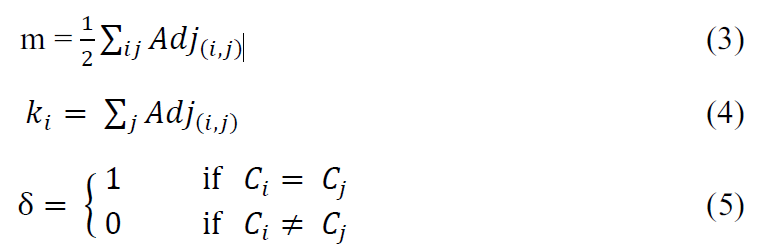 m = 1/2 ∑ij Adj(i,j) (3)
ki = ∑j Adj(i,j) (4)
δ = { 1 if Ci = Cj
0 if Ci ≠ Cj (5)